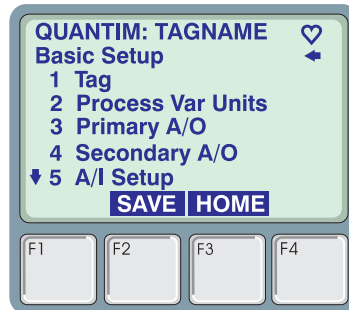 QUANTIM: TAGNAME
Basic Setup
1 Tag
2 Process Var Units
3 Primary A/O
4 Secondary A/O
5 A/I Setup
SAVE HOME
F1 F2 F3 F4